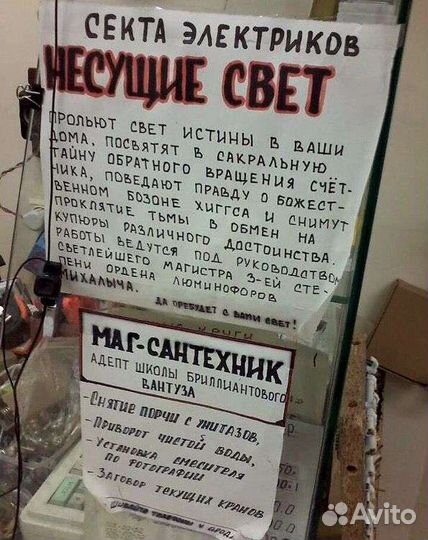 СЕКТА ЭЛЕКТРИКОВ
НЕСУЩИЕ СВЕТ
ПРОЛЬЮТ СВЕТ ИСТИНЫ В ВАШИ
ДОМА, ПОСВЯТЯТ В САКРАЛЬНУЮ
ТАЙНУ ОБРАТНОГО ВРАЩЕНИЯ СЧЁТ-
ЧИКА, ПОВЕДАЮТ ПРАВДУ О БОЖЕСТ-
ВЕННОМ БОЗОНЕ ХИГГСА И СНИМУТ
ПРОКЛЯТИЕ ТЬМЫ В ОБМЕН НА
КУПЮРЫ РАЗЛИЧНОГО ДОСТОИНСТВА.
РАБОТЫ ВЕДУТСЯ ПОД РУКОВОДСТВОМ
СВЕТЛЕЙШЕГО МАГИСТРА 3-ЕЙ СТЕ-
ПЕНИ ОРДЕНА ЛЮМИНОФОРОВ
МИХАЛЫЧА.
ДА ПРЕБУДЕТ С ВАМИ СВЕТ!
МАГ-САНТЕХНИК
АДЕПТ ШКОЛЫ БРИЛЛИАНТОВОГО
ВАНТУЗА
- СНЯТИЕ ПОРЧИ С УНИТАЗОВ,
- ПРИВОРОТ ЧИСТОЙ ВОДЫ,
- УСТАНОВКА СМЕСИТЕЛЯ
ПО ФОТОГРАФИИ
- ЗАГОВОР ТЕКУЩИХ КРАНОВ
Avito